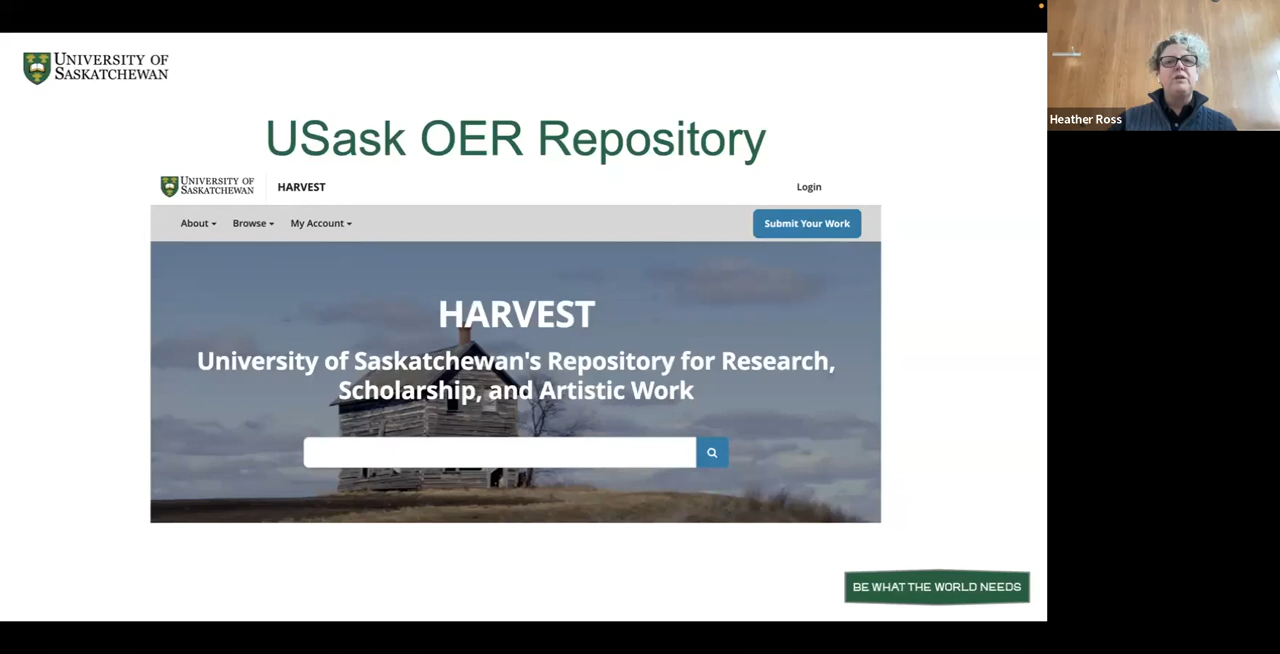 UNIVERSITY OF
SASKATCHEWAN
USask OER Repository
UNIVERSITY OF
SASKATCHEWAN
HARVEST
Login
About
Browse
My Account
Submit Your Work
HARVEST
University of Saskatchewan's Repository for Research,
Scholarship, and Artistic Work
BE WHAT THE WORLD NEEDS
Heather Ross